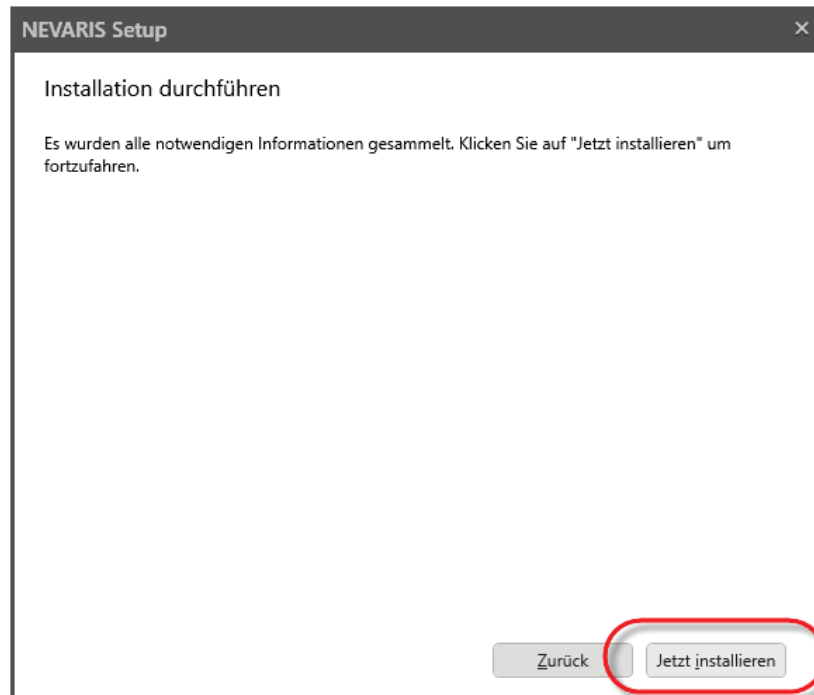 NEVARIS Setup
Installation durchführen
Es wurden alle notwendigen Informationen gesammelt. Klicken Sie auf "Jetzt installieren" um
fortzufahren.
Zurück
Jetzt installieren